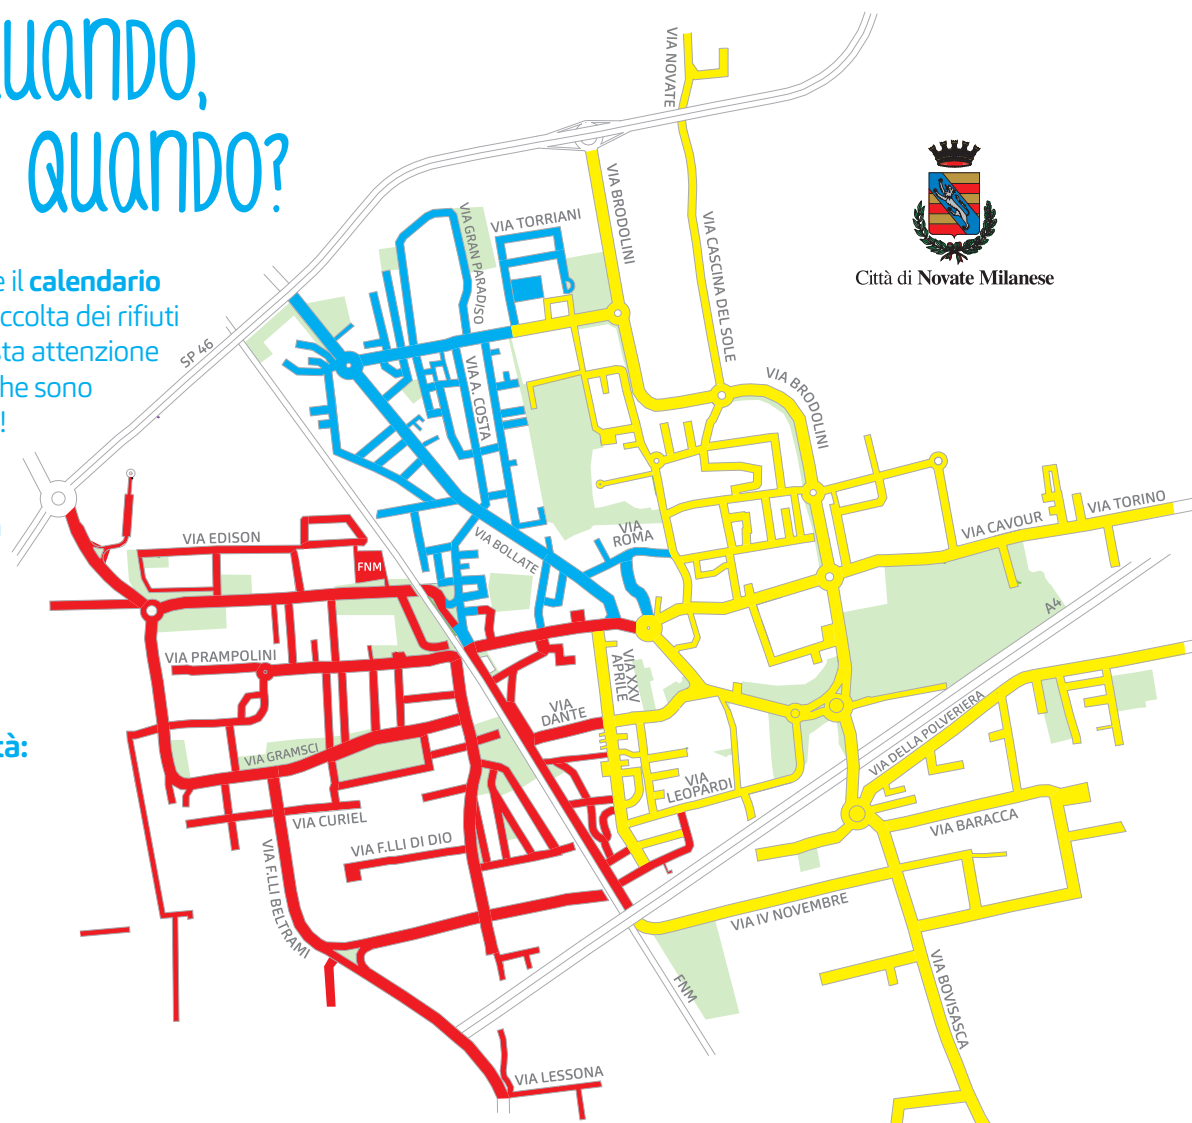 QUANDO,
QUANDO?
e il calendario
ccolta dei rifiuti
sta attenzione
he sono
!
tà:
Città di Novate Milanese
VIA NOVATE
VIA BRODOLINI
VIA TORRIANI
VIA GRAN PARADISO
VIA CASCINA DEL SOLE
SP 46
VIA A. COSTA
VIA BRODOLINI
VIA EDISON
FNM
VIA BOLLATE
VIA
ROMA
VIA CAVOUR
VIA TORINO
A4
VIA PRAMPOLINI
VIA XXV
APRILE
VIA
DANTE
VIA GRAMSCI
VIA DELLA POLVERIERA
VIA
LEOPARDI
VIA CURIEL
VIA BARACCA
VIA F.LLI DI DIO
VIA F.LLI BELTRAMI
VIA IV NOVEMBRE
FNM
VIA BOVISASCA
VIA LESSONA